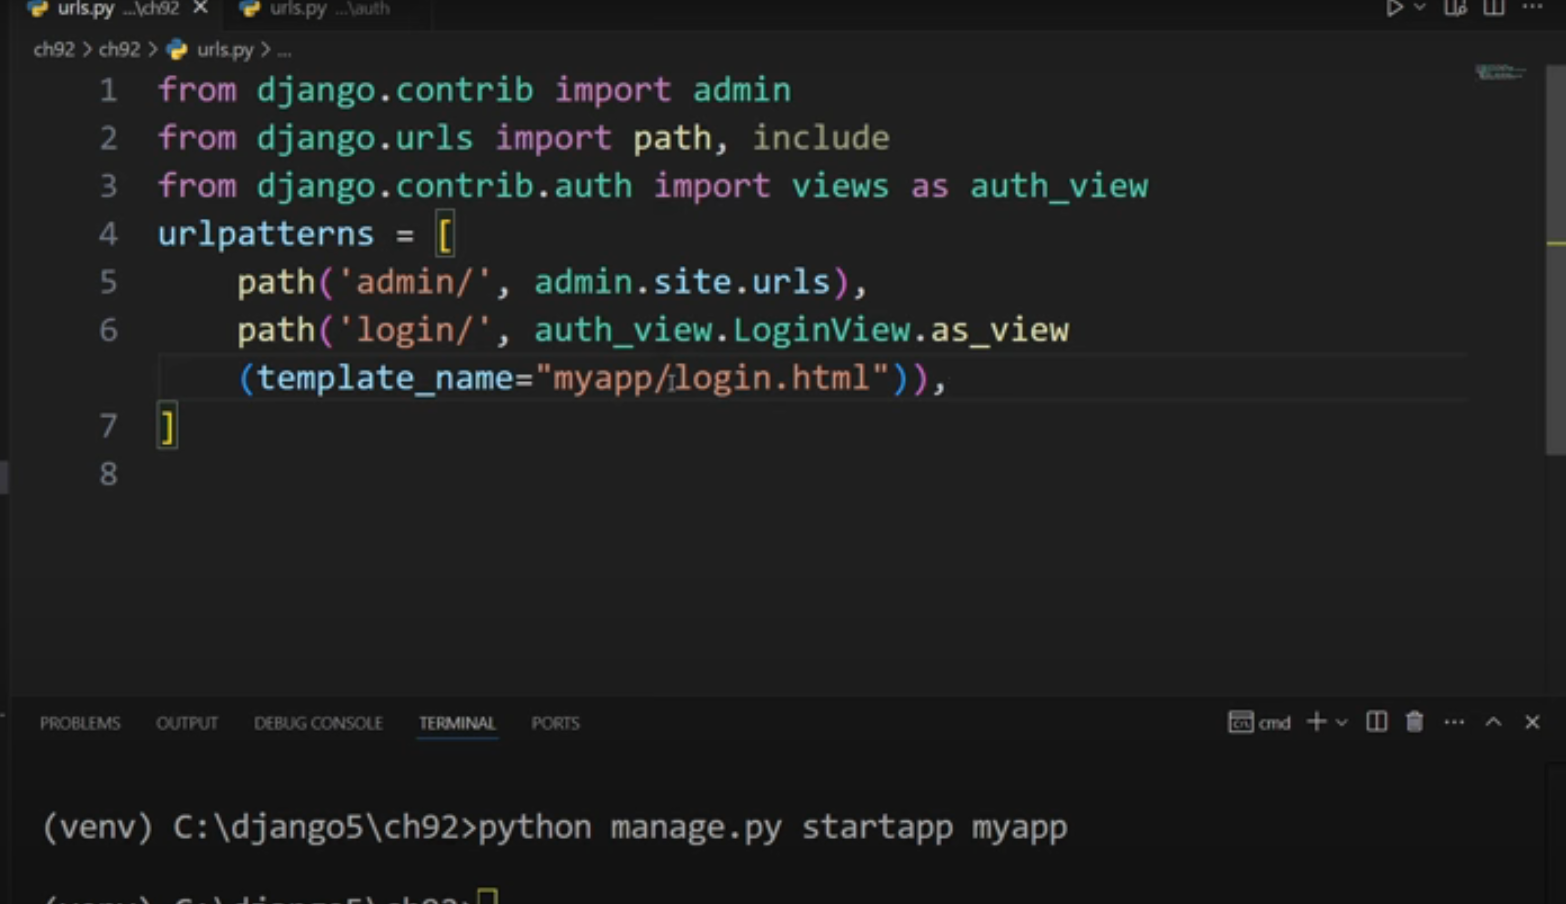 urls.py ...\ch92 urls.py ...\auth
ch92 > ch92 > urls.py > ...
1 from django.contrib import admin
2 from django.urls import path, include
3 from django.contrib.auth import views as auth_view
4 urlpatterns = [
5 path('admin/', admin.site.urls),
6 path('login/', auth_view.LoginView.as_view
(template_name="myapp/login.html")),
7 ]
8
PROBLEMS OUTPUT DEBUG CONSOLE TERMINAL PORTS cmd
(venv) C:\django5\ch92>python manage.py startapp myapp
(venv) C:\django5\ch92>